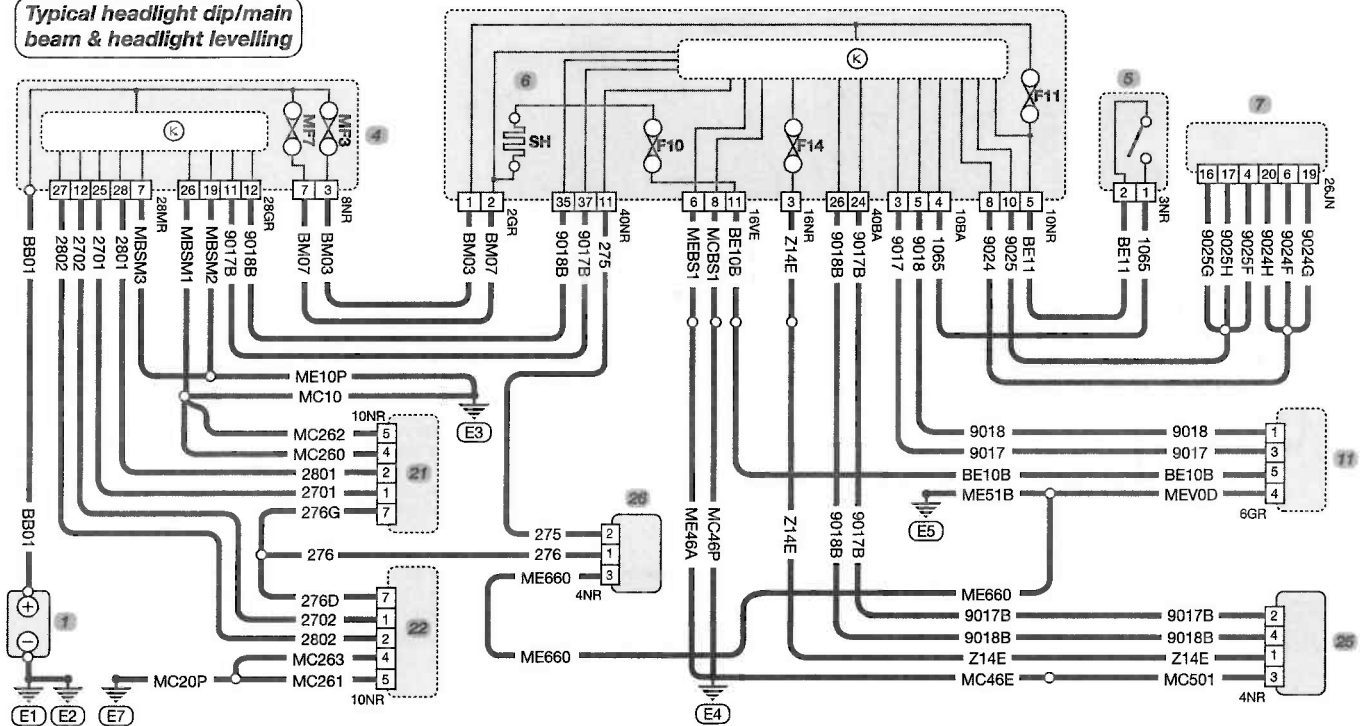 Typical headlight dip/main
beam & headlight levelling
K
MF7
MF3
4
27 12 25 28 7
26 19 11 12
7 3
28MR
28GR
8NR
BB01
2802
2702
2701
2801
MBSM3
MBSM1
MBSM2
9017B
9018B
BM07
BM03
6
SH
F10
K
F14
F11
1 2
35 37 11
6 8 11
3
26 24
3 5 4
8 10 5
2GR
40NR
16VE
16NR
40BA
10BA
10NR
BM03
BM07
9018B
9017B
275
MEBS1
MCBS1
BE10B
Z14E
9018B
9017B
9017
9018
1065
9024
9025
BE11
5
2 1
3NR
BE11
1065
7
16 17 4 20 6 19
26JN
9025G
9025H
9025F
9024H
9024F
9024G
ME10P
MC10
E3
10NR
MC262 5
MC260 4
2801 2
2701 1
276G 7
21
BB01
276
26
275 2
276 1
ME660 3
4NR
276D 7
2702 1
2802 2
MC263 4
MC261 5
22
10NR
MC20P
E7
+
−
1
E1
E2
ME660
ME46A
MC46P
E4
Z14E
9018B
9017B
9018 9018 1
9017 9017 3
BE10B BE10B 5
ME51B MEV0D 4
11
6GR
E5
ME660
9017B 9017B 2
9018B 9018B 4
Z14E Z14E 1
MC46E MC501 3
25
4NR